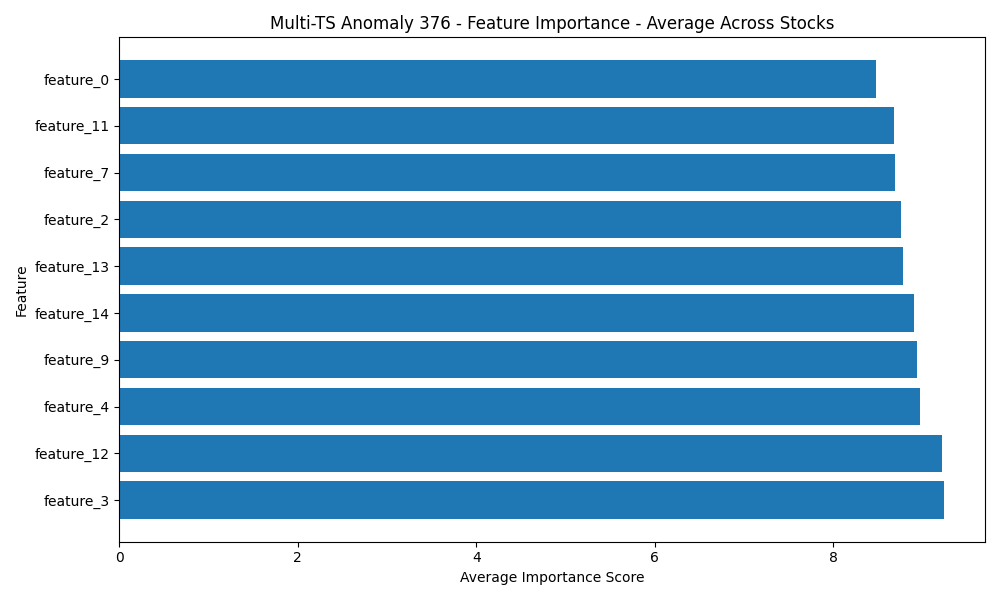 Multi-TS Anomaly 376 - Feature Importance - Average Across Stocks
Feature
feature_0
feature_11
feature_7
feature_2
feature_13
feature_14
feature_9
feature_4
feature_12
feature_3
0 2 4 6 8
Average Importance Score